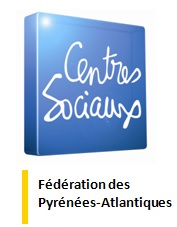 Centres
Sociaux
Fédération des
Pyrénées-Atlantiques